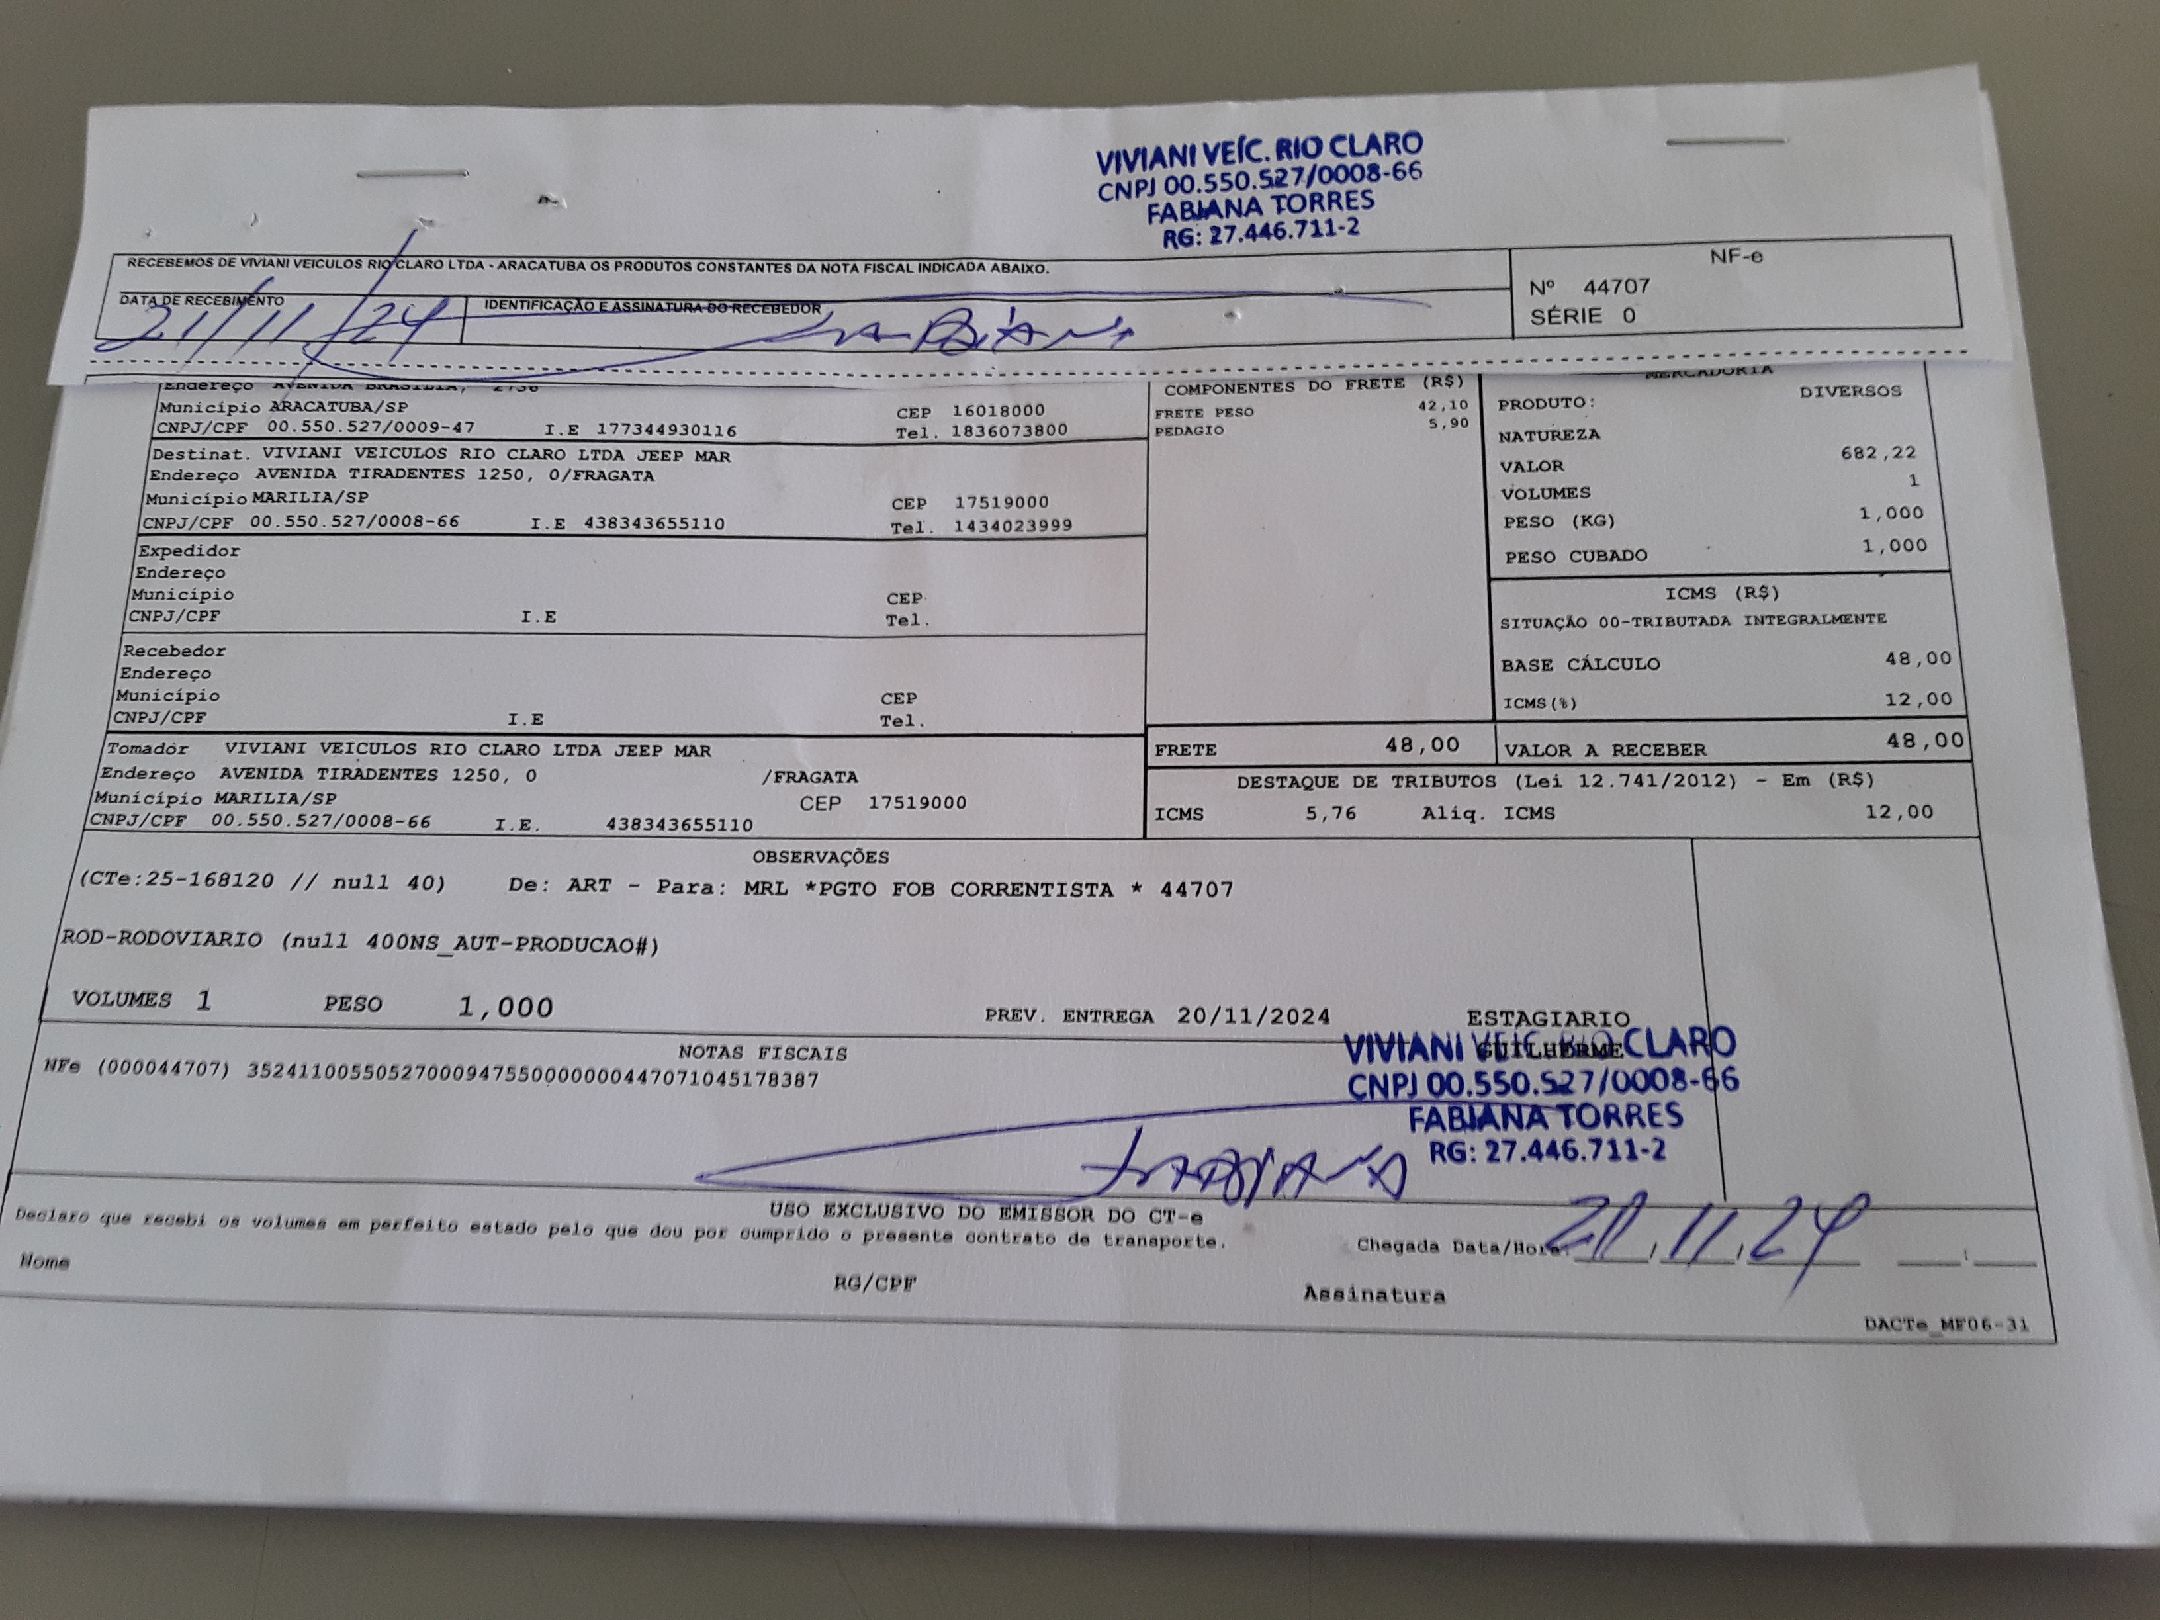 VIVIANI VEÍC. RIO CLARO
CNPJ 00.550.527/0008-66
FABIANA TORRES
RG: 27.446.711-2
RECEBEMOS DE VIVIANI VEICULOS RIO CLARO LTDA - ARACATUBA OS PRODUTOS CONSTANTES DA NOTA FISCAL INDICADA ABAIXO.
NF-e
Nº 44707
SÉRIE 0
DATA DE RECEBIMENTO
IDENTIFICAÇÃO E ASSINATURA DO RECEBEDOR
21/11/24
FABIANA
Endereço AVENIDA BRASILIA, 2736
Município ARACATUBA/SP CEP 16018000
CNPJ/CPF 00.550.527/0009-47 I.E 177344930116 Tel. 1836073800
Destinat. VIVIANI VEICULOS RIO CLARO LTDA JEEP MAR
Endereço AVENIDA TIRADENTES 1250, 0/FRAGATA
Município MARILIA/SP CEP 17519000
CNPJ/CPF 00.550.527/0008-66 I.E 438343655110 Tel. 1434023999
Expedidor
Endereço
Município CEP
CNPJ/CPF I.E Tel.
Recebedor
Endereço
Município CEP
CNPJ/CPF I.E Tel.
Tomador VIVIANI VEICULOS RIO CLARO LTDA JEEP MAR
Endereço AVENIDA TIRADENTES 1250, 0 /FRAGATA
Município MARILIA/SP CEP 17519000
CNPJ/CPF 00.550.527/0008-66 I.E. 438343655110
COMPONENTES DO FRETE (R$)
FRETE PESO 42,10
PEDAGIO 5,90
MERCADORIA
PRODUTO: DIVERSOS
NATUREZA
VALOR 682,22
VOLUMES 1
PESO (KG) 1,000
PESO CUBADO 1,000
ICMS (R$)
SITUAÇÃO 00-TRIBUTADA INTEGRALMENTE
BASE CÁLCULO 48,00
ICMS(%) 12,00
FRETE 48,00 VALOR A RECEBER 48,00
DESTAQUE DE TRIBUTOS (Lei 12.741/2012) - Em (R$)
ICMS 5,76 Aliq. ICMS 12,00
OBSERVAÇÕES
(CTe:25-168120 // null 40) De: ART - Para: MRL *PGTO FOB CORRENTISTA * 44707
ROD-RODOVIARIO (null 400NS_AUT-PRODUCAO#)
VOLUMES 1 PESO 1,000 PREV. ENTREGA 20/11/2024 ESTAGIARIO
GUILHERME
NOTAS FISCAIS
NFe (000044707) 35241100550527000947550000000447071045178387
VIVIANI VEÍC. RIO CLARO
CNPJ 00.550.527/0008-66
FABIANA TORRES
RG: 27.446.711-2
FABIANA
USO EXCLUSIVO DO EMISSOR DO CT-e
Declaro que recebi os volumes em perfeito estado pelo que dou por cumprido o presente contrato de transporte.
Chegada Data/Hora: 21/11/24
Nome RG/CPF Assinatura
DACTe_MF06-31